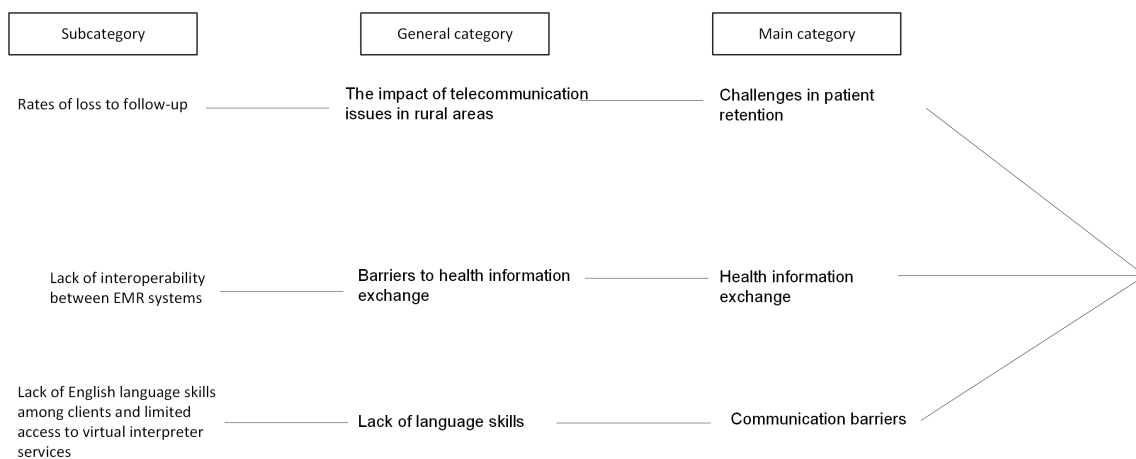 Subcategory
General category
Main category
Rates of loss to follow-up
The impact of telecommunication
issues in rural areas
Challenges in patient
retention
Lack of interoperability
between EMR systems
Barriers to health information
exchange
Health information
exchange
Lack of English language skills
among clients and limited
access to virtual interpreter
services
Lack of language skills
Communication barriers